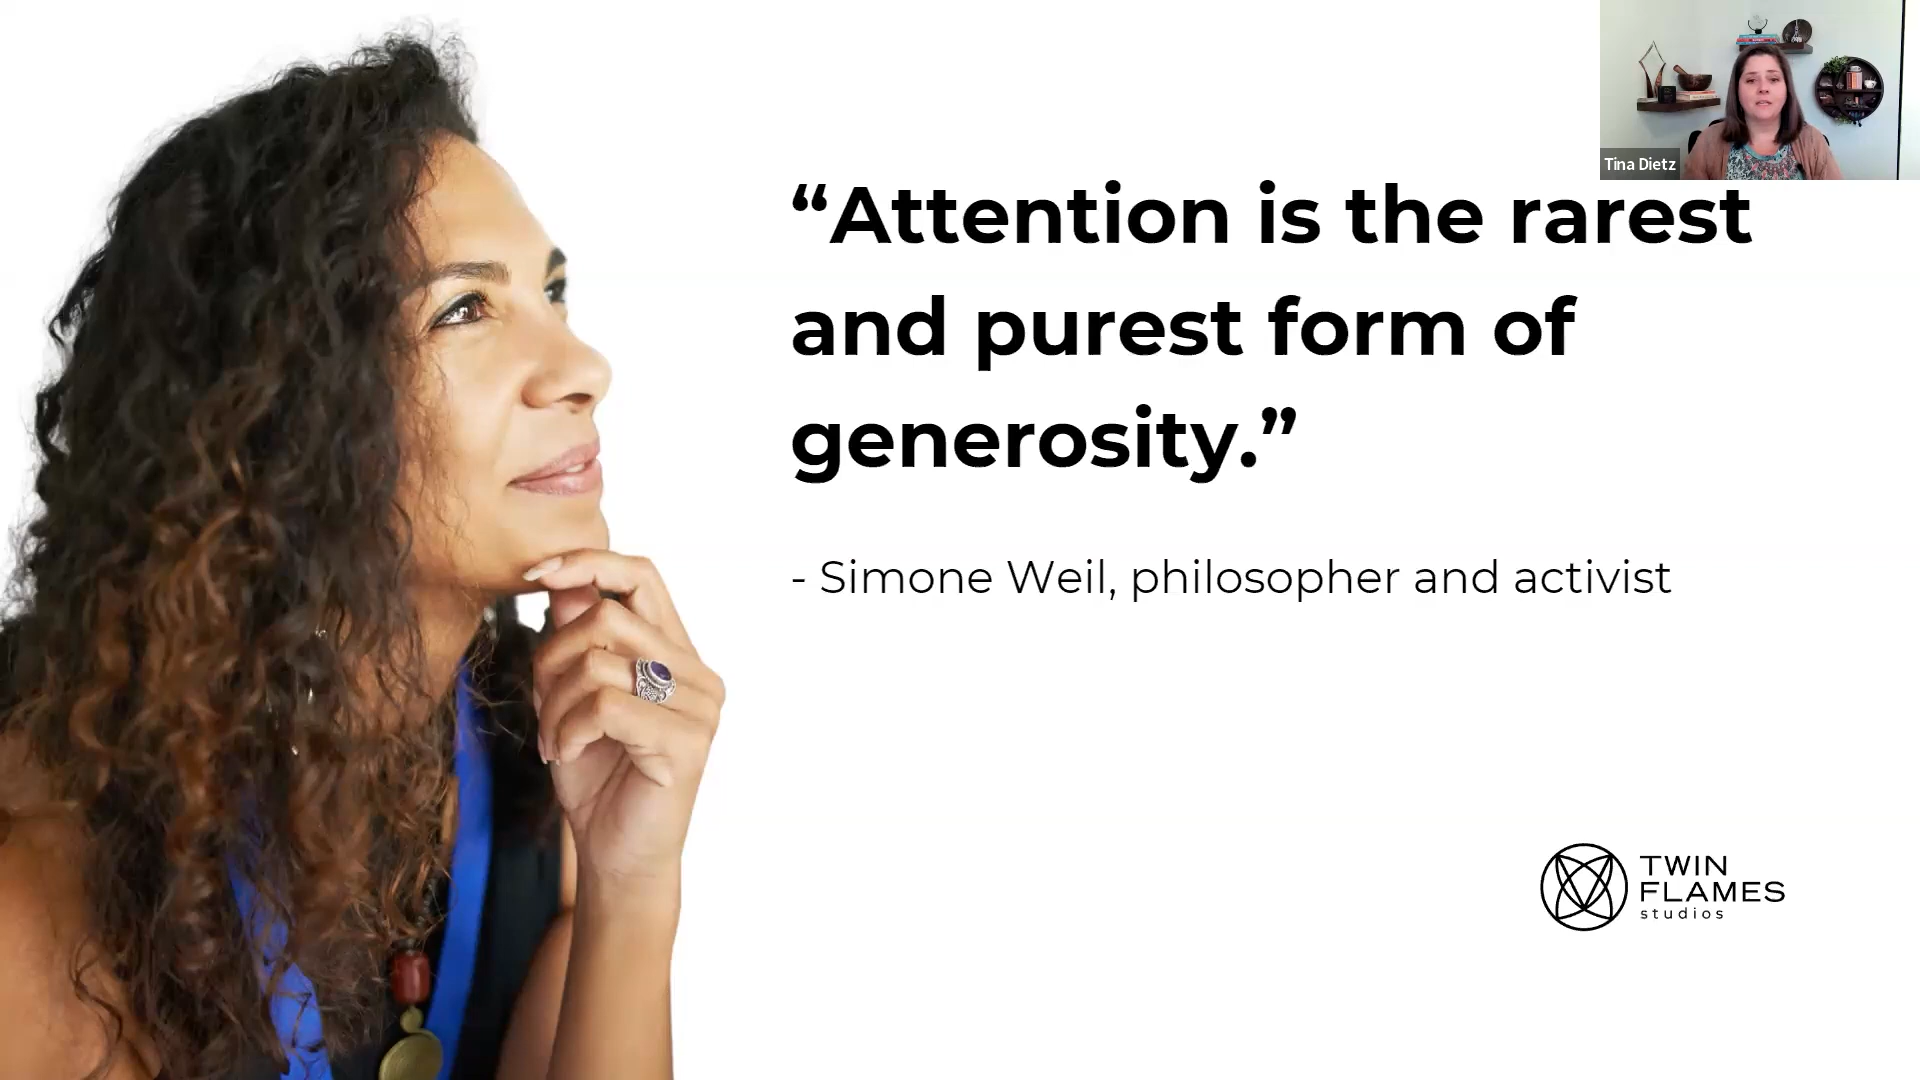 Tina Dietz
“Attention is the rarest
and purest form of
generosity.”
- Simone Weil, philosopher and activist
TWIN
FLAMES
studios